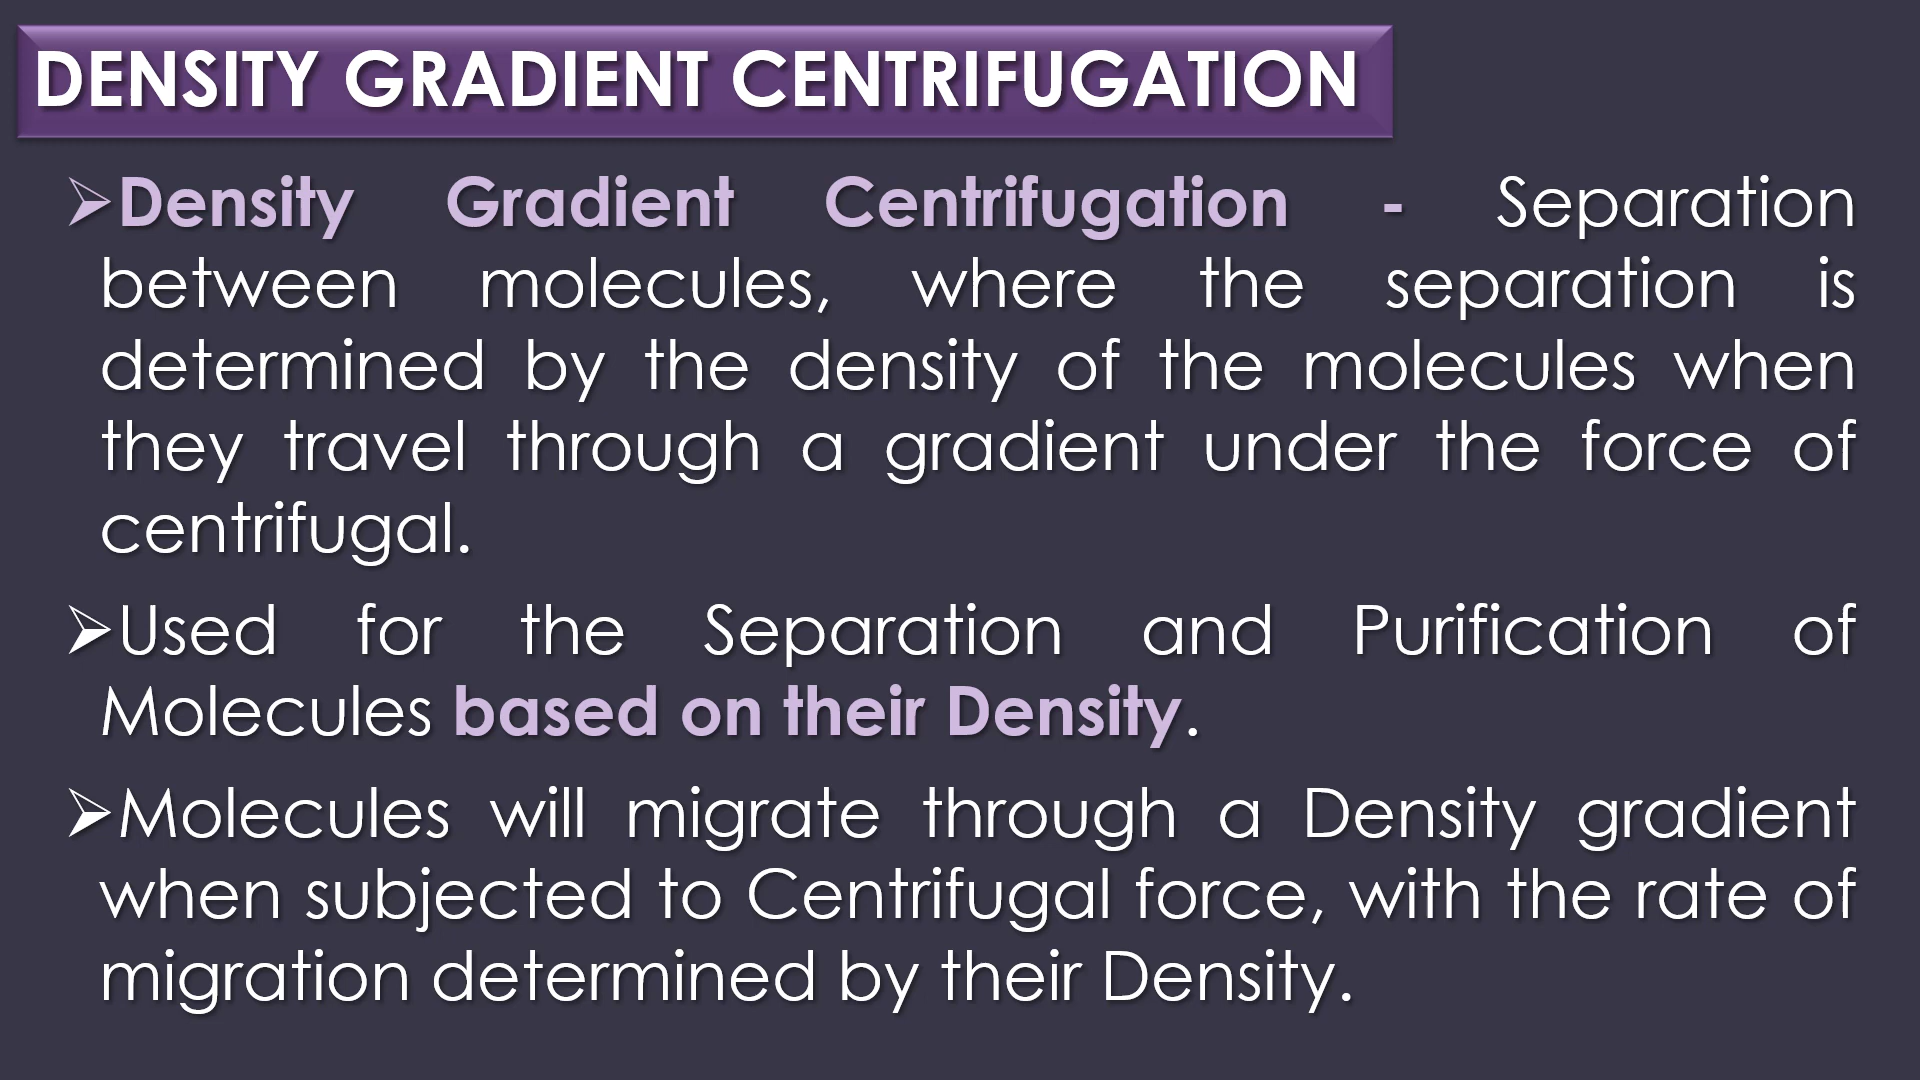 DENSITY GRADIENT CENTRIFUGATION
➢Density Gradient Centrifugation - Separation
between molecules, where the separation is
determined by the density of the molecules when
they travel through a gradient under the force of
centrifugal.
➢Used for the Separation and Purification of
Molecules based on their Density.
➢Molecules will migrate through a Density gradient
when subjected to Centrifugal force, with the rate of
migration determined by their Density.